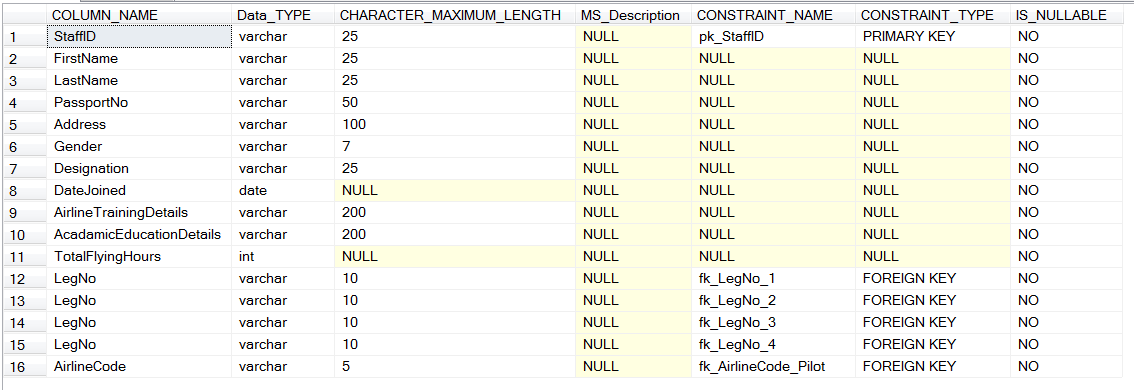 COLUMN_NAME Data_TYPE CHARACTER_MAXIMUM_LENGTH MS_Description CONSTRAINT_NAME CONSTRAINT_TYPE IS_NULLABLE
1 StaffID varchar 25 NULL pk_StaffID PRIMARY KEY NO
2 FirstName varchar 25 NULL NULL NULL NO
3 LastName varchar 25 NULL NULL NULL NO
4 PassportNo varchar 50 NULL NULL NULL NO
5 Address varchar 100 NULL NULL NULL NO
6 Gender varchar 7 NULL NULL NULL NO
7 Designation varchar 25 NULL NULL NULL NO
8 DateJoined date NULL NULL NULL NULL NO
9 AirlineTrainingDetails varchar 200 NULL NULL NULL NO
10 AcadamicEducationDetails varchar 200 NULL NULL NULL NO
11 TotalFlyingHours int NULL NULL NULL NULL NO
12 LegNo varchar 10 NULL fk_LegNo_1 FOREIGN KEY NO
13 LegNo varchar 10 NULL fk_LegNo_2 FOREIGN KEY NO
14 LegNo varchar 10 NULL fk_LegNo_3 FOREIGN KEY NO
15 LegNo varchar 10 NULL fk_LegNo_4 FOREIGN KEY NO
16 AirlineCode varchar 5 NULL fk_AirlineCode_Pilot FOREIGN KEY NO